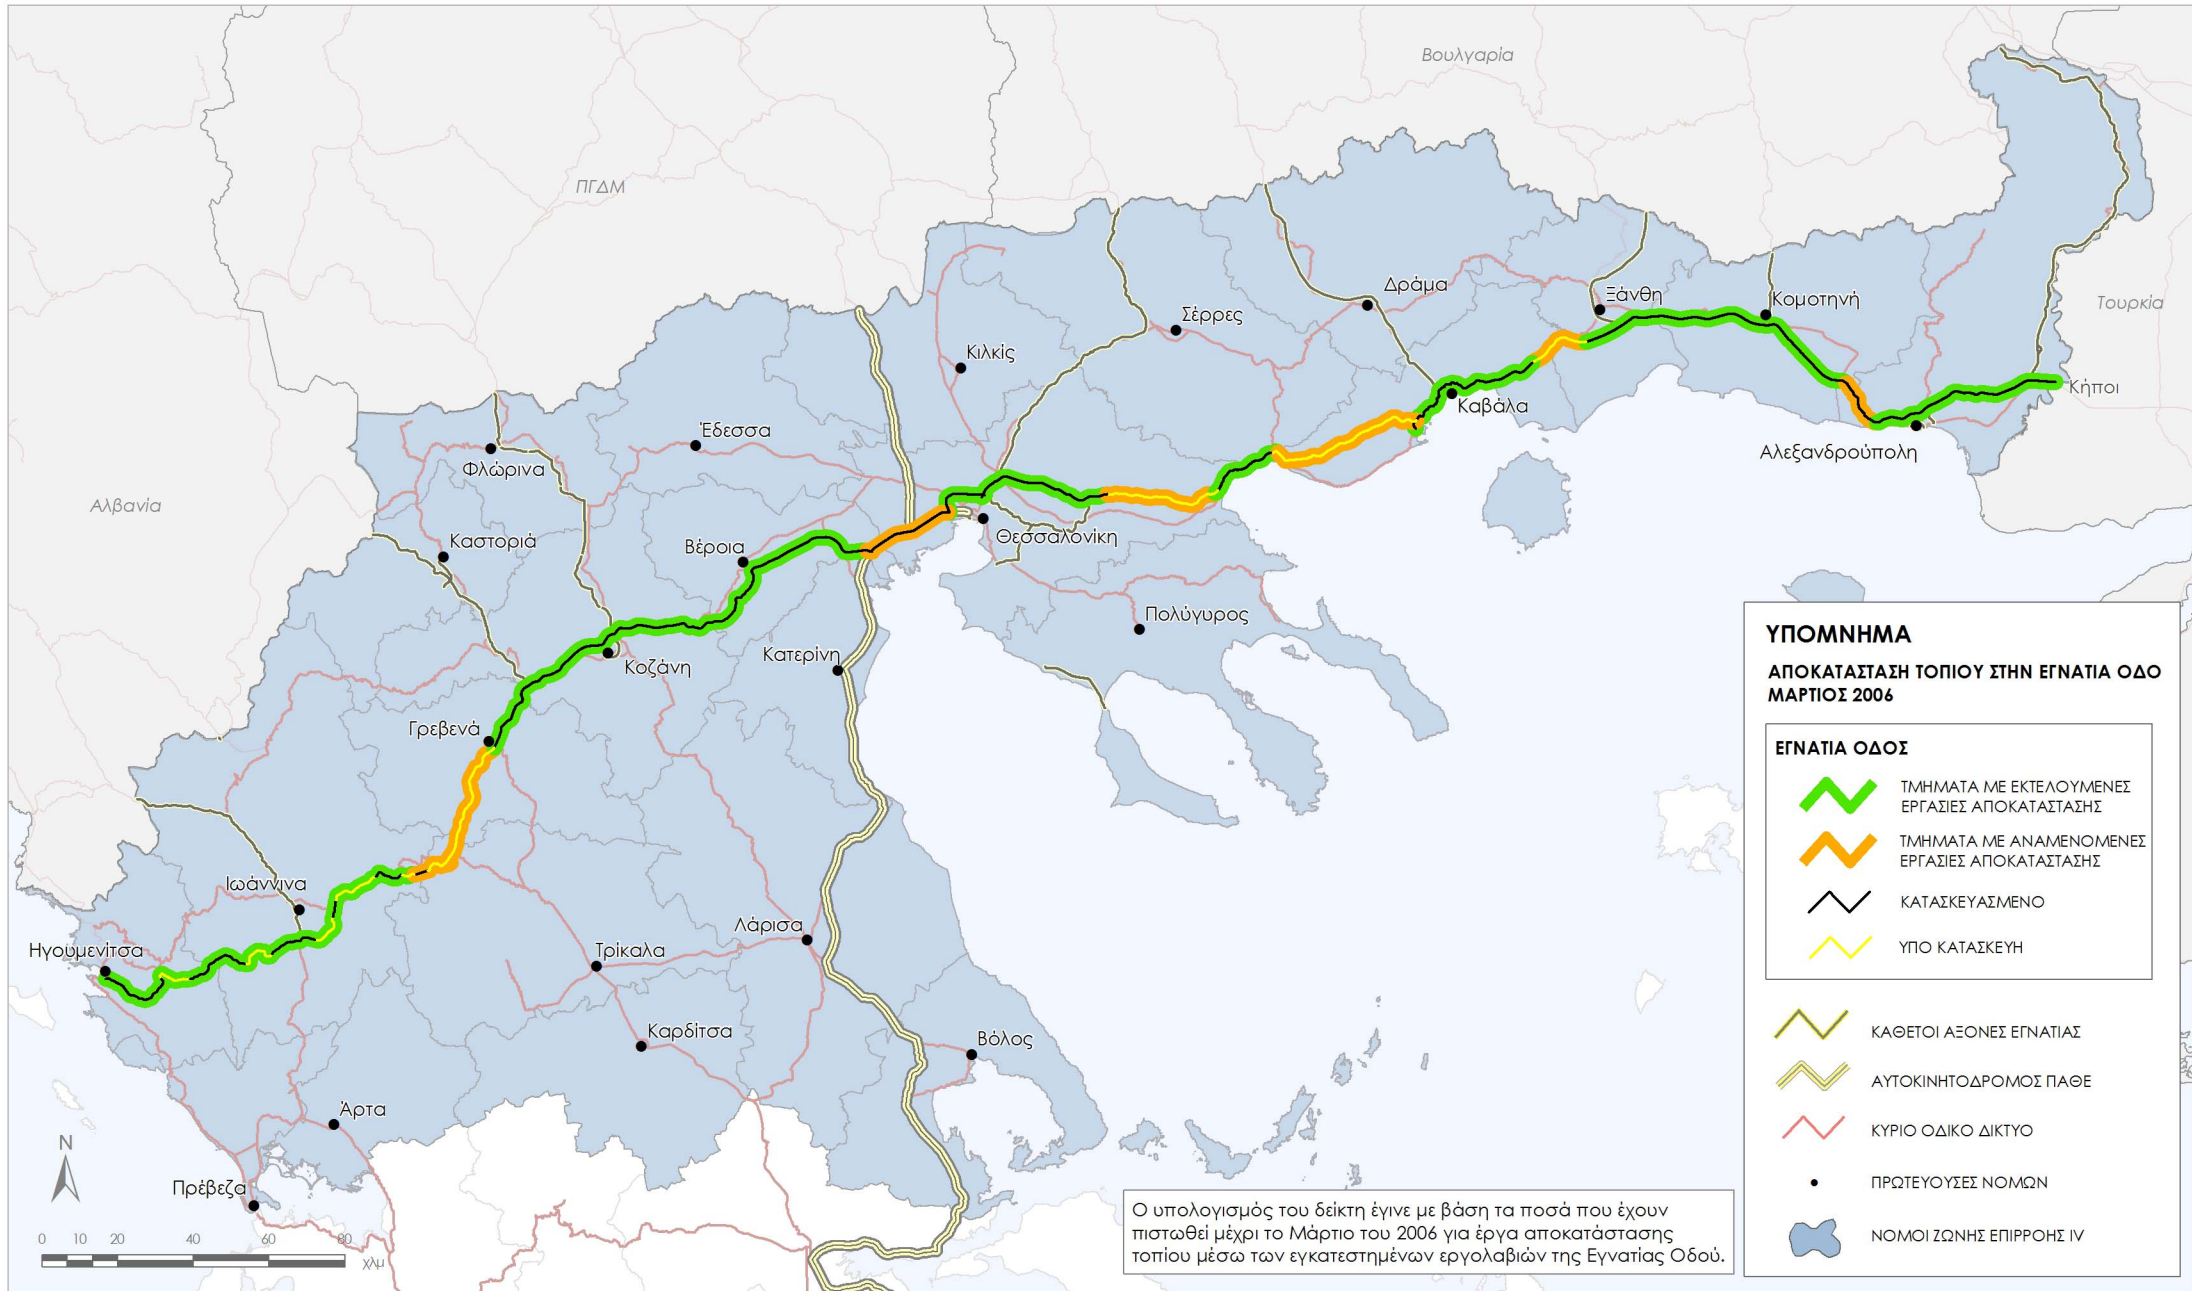 Βουλγαρία
ΠΓΔΜ
Τουρκία
Αλβανία
Δράμα
Ξάνθη
Κομοτηνή
Σέρρες
Κιλκίς
Κήποι
Καβάλα
Έδεσσα
Φλώρινα
Αλεξανδρούπολη
Θεσσαλονίκη
Καστοριά
Βέροια
Πολύγυρος
Κατερίνη
Κοζάνη
Γρεβενά
Ιωάννινα
Λάρισα
Ηγουμενίτσα
Τρίκαλα
Καρδίτσα
Βόλος
Άρτα
Πρέβεζα
N
0 10 20 40 60 80
χλμ
Ο υπολογισμός του δείκτη έγινε με βάση τα ποσά που έχουν
πιστωθεί μέχρι το Μάρτιο του 2006 για έργα αποκατάστασης
τοπίου μέσω των εγκατεστημένων εργολαβιών της Εγνατίας Οδού.
ΥΠΟΜΝΗΜΑ
ΑΠΟΚΑΤΑΣΤΑΣΗ ΤΟΠΙΟΥ ΣΤΗΝ ΕΓΝΑΤΙΑ ΟΔΟ
ΜΑΡΤΙΟΣ 2006
ΕΓΝΑΤΙΑ ΟΔΟΣ
ΤΜΗΜΑΤΑ ΜΕ ΕΚΤΕΛΟΥΜΕΝΕΣ
ΕΡΓΑΣΙΕΣ ΑΠΟΚΑΤΑΣΤΑΣΗΣ
ΤΜΗΜΑΤΑ ΜΕ ΑΝΑΜΕΝΟΜΕΝΕΣ
ΕΡΓΑΣΙΕΣ ΑΠΟΚΑΤΑΣΤΑΣΗΣ
ΚΑΤΑΣΚΕΥΑΣΜΕΝΟ
ΥΠΟ ΚΑΤΑΣΚΕΥΗ
ΚΑΘΕΤΟΙ ΑΞΟΝΕΣ ΕΓΝΑΤΙΑΣ
ΑΥΤΟΚΙΝΗΤΟΔΡΟΜΟΣ ΠΑΘΕ
ΚΥΡΙΟ ΟΔΙΚΟ ΔΙΚΤΥΟ
ΠΡΩΤΕΥΟΥΣΕΣ ΝΟΜΩΝ
ΝΟΜΟΙ ΖΩΝΗΣ ΕΠΙΡΡΟΗΣ IV